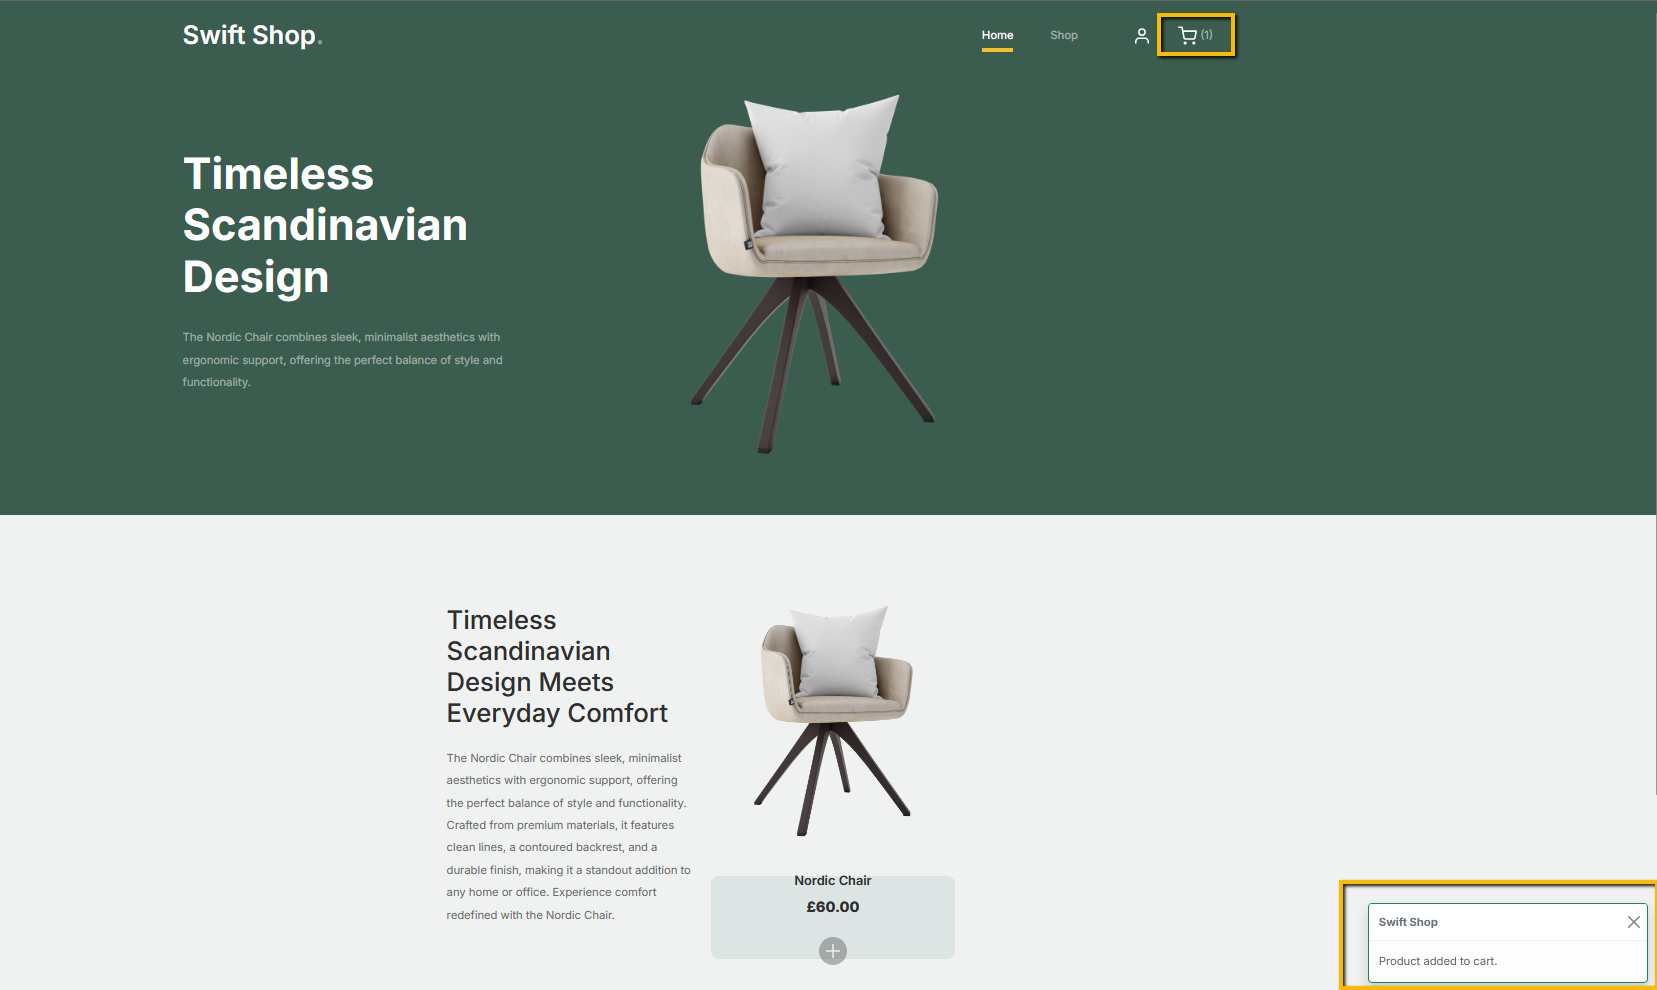 Swift Shop.
Home
Shop
(1)
Timeless
Scandinavian
Design
The Nordic Chair combines sleek, minimalist aesthetics with
ergonomic support, offering the perfect balance of style and
functionality.
Timeless
Scandinavian
Design Meets
Everyday Comfort
The Nordic Chair combines sleek, minimalist
aesthetics with ergonomic support, offering
the perfect balance of style and functionality.
Crafted from premium materials, it features
clean lines, a contoured backrest, and a
durable finish, making it a standout addition to
any home or office. Experience comfort
redefined with the Nordic Chair.
Nordic Chair
£60.00
Swift Shop
Product added to cart.